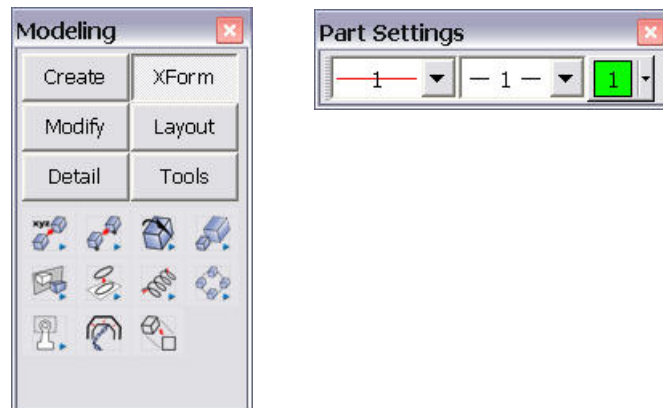 Modeling
Create XForm
Modify Layout
Detail Tools
xyz
Part Settings
1 1 1